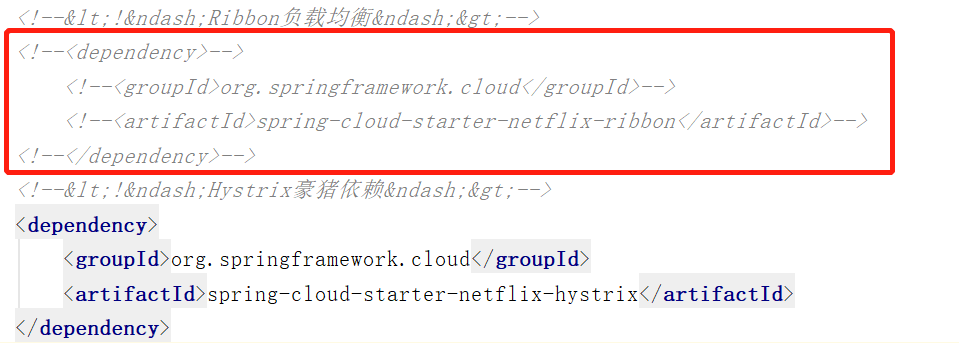 <!--&lt;!&ndash;Ribbon负载均衡&ndash;&gt;-->
<!--<dependency>-->
<!--<groupId>org.springframework.cloud</groupId>-->
<!--<artifactId>spring-cloud-starter-netflix-ribbon</artifactId>-->
<!--</dependency>-->
<!--&lt;!&ndash;Hystrix豪猪依赖&ndash;&gt;-->
<dependency>
<groupId>org.springframework.cloud</groupId>
<artifactId>spring-cloud-starter-netflix-hystrix</artifactId>
</dependency>